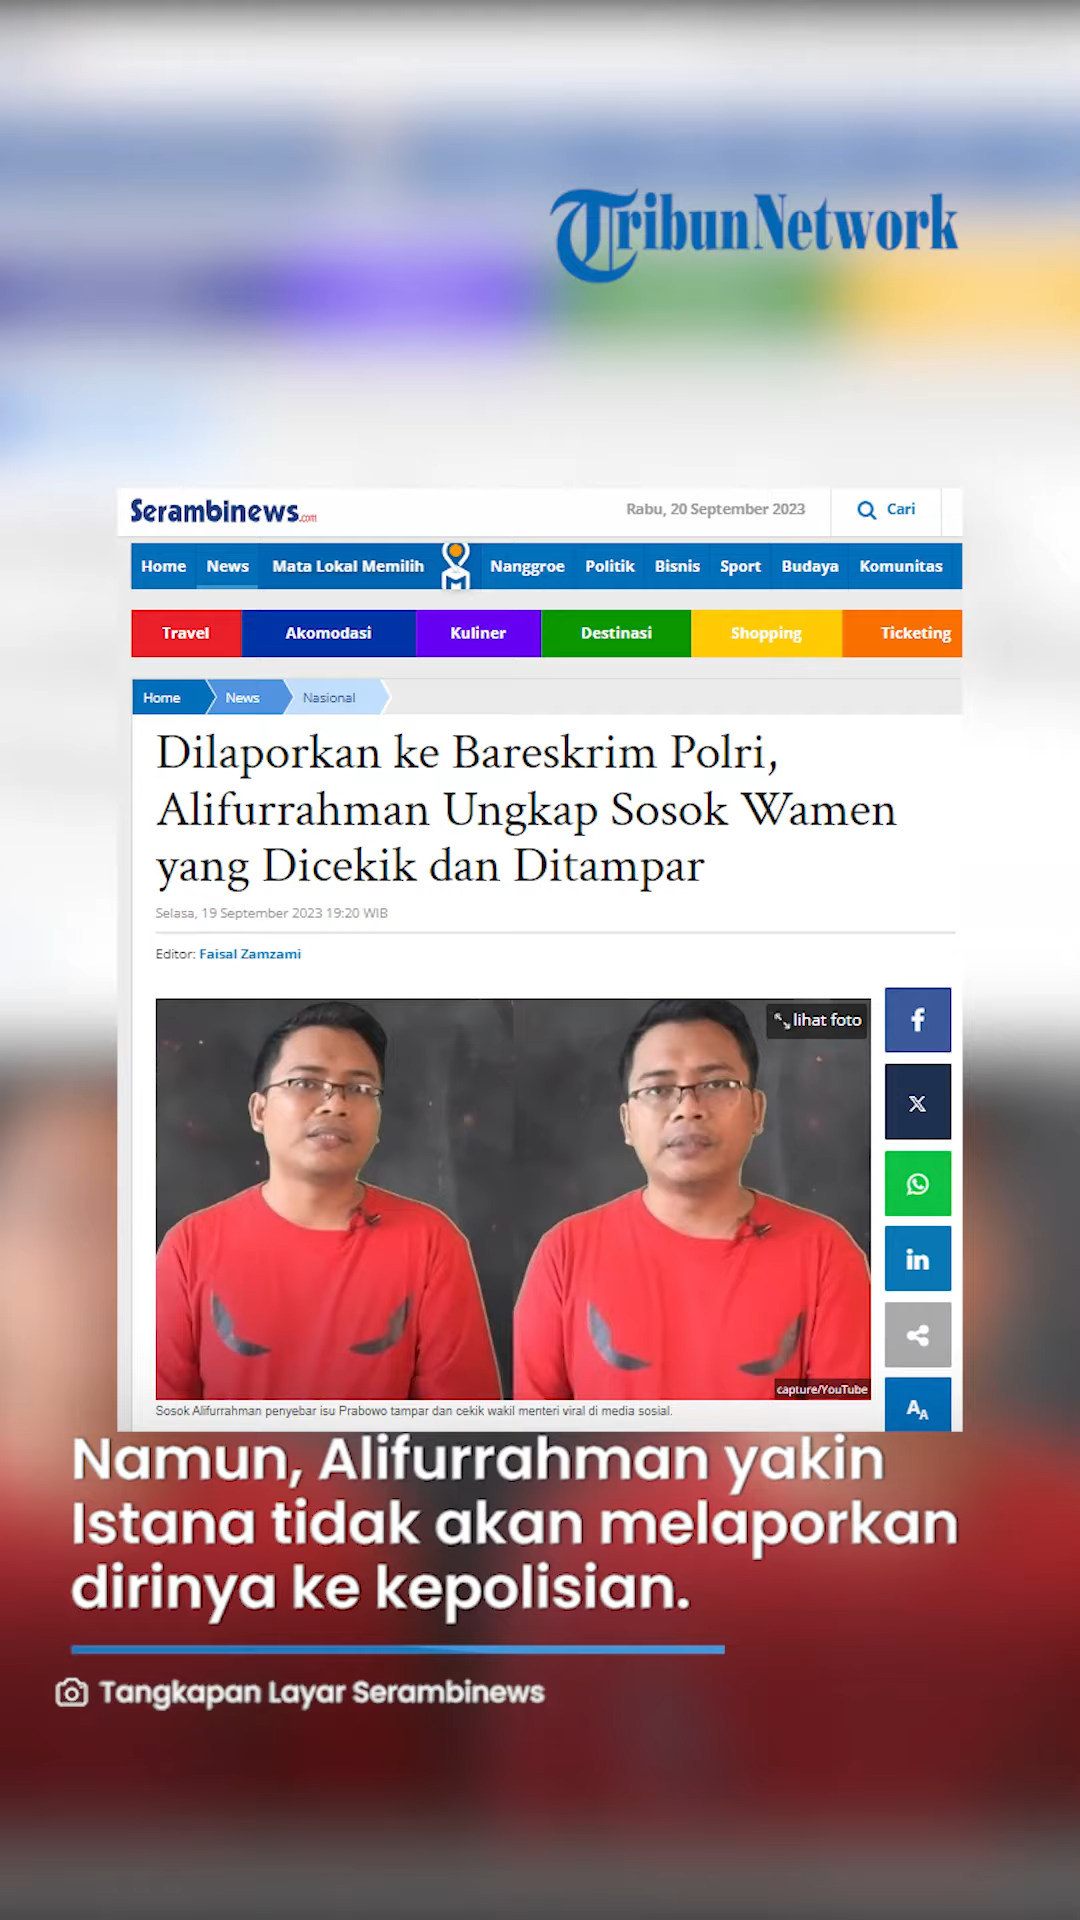 TribunNetwork
Serambinews.com
Rabu, 20 September 2023
Cari
Home News Mata Lokal Memilih Nanggroe Politik Bisnis Sport Budaya Komunitas
Travel Akomodasi Kuliner Destinasi Shopping Ticketing
Home News Nasional
Dilaporkan ke Bareskrim Polri,
Alifurrahman Ungkap Sosok Wamen
yang Dicekik dan Ditampar
Selasa, 19 September 2023 19:20 WIB
Editor: Faisal Zamzami
lihat foto
capture/YouTube
Sosok Alifurrahman penyebar isu Prabowo tampar dan cekik wakil menteri viral di media sosial.
AA
Namun, Alifurrahman yakin
Istana tidak akan melaporkan
dirinya ke kepolisian.
Tangkapan Layar Serambinews